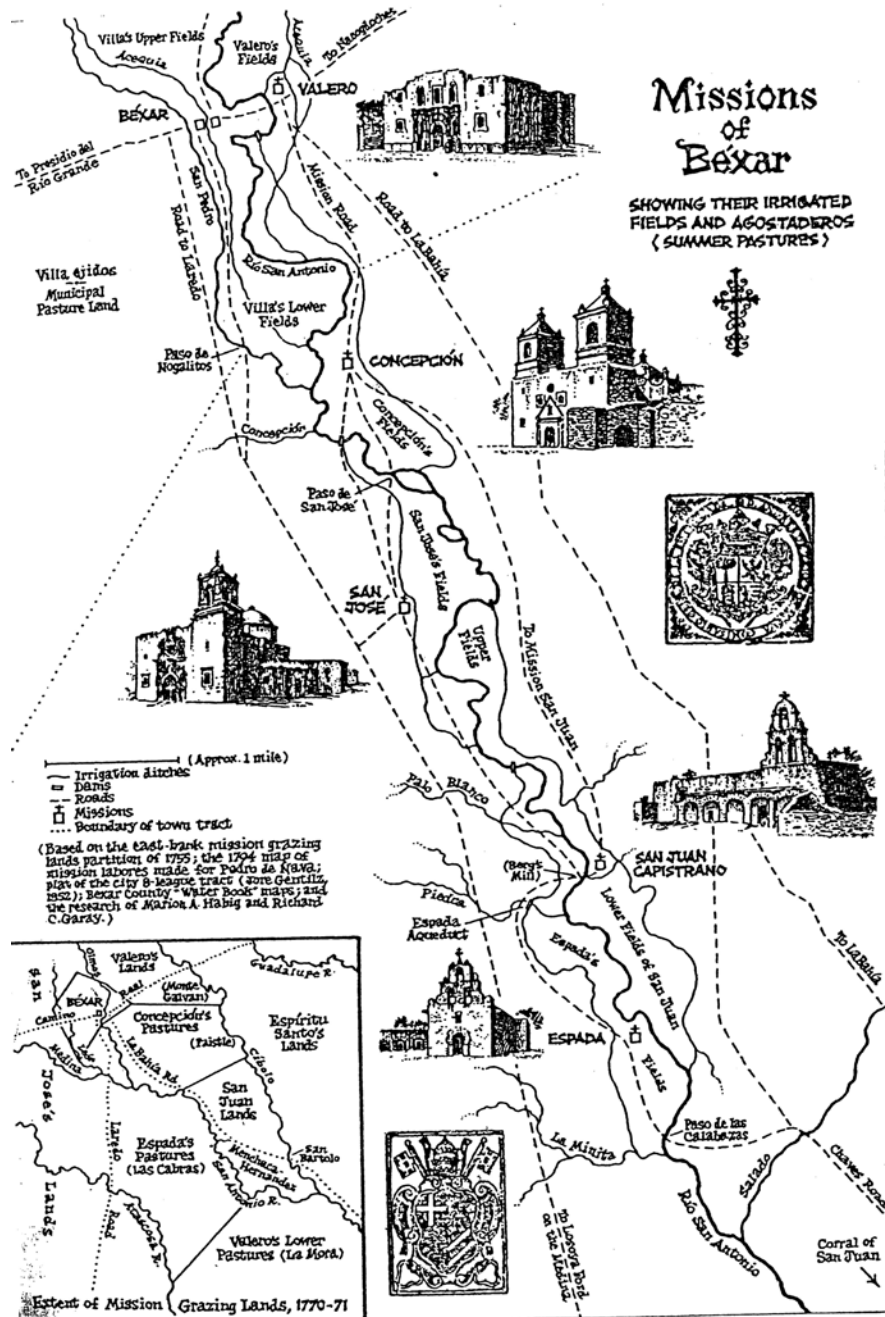 Missions
of
Béxar
SHOWING THEIR IRRIGATED
FIELDS AND AGOSTADEROS
(SUMMER PASTURES)
Villa's Upper Fields
Acequia
Valero's
Fields
Acequia
To Nacogdoches
VALERO
BÉXAR
To Presidio del
Río Grande
San Pedro
Road to Laredo
Mission Road
Road to La Bahía
Río San Antonio
Villa ejidos
Municipal
Pasture Land
Villa's Lower
Fields
Paso de
Nogalitos
CONCEPCIÓN
Concepción
Concepción's
Fields
Paso de
San José
San José's Fields
SAN
JOSÉ
Upper
Fields
To Mission San Juan
(Approx. 1 mile)
Irrigation ditches
Dams
Roads
Missions
Boundary of town tract
(Based on the east-bank mission grazing
lands partition of 1755; the 1794 map of
mission labores made for Pedro de Nava;
plat of the city 8-league tract (Jore Gentilz,
1852); Bexar County "Water Book" maps; and
the research of Marion A. Habig and Richard
C. Garay.)
Palo Blanco
(Berg's
Mill)
SAN JUAN
CAPISTRANO
Piedra
Espada
Aqueduct
Espada's
Fields
Lower Fields of San Juan
ESPADA
To La Bahía
Paso de las
Calabazas
La Minita
Salado
Chaves Road
Río San Antonio
To Losoya Ford
on the Medina
Corral of
San Juan
San
José's
Lands
Olmos
Valero's
Lands
Guadalupe R.
BÉXAR
Camino
Real
(Monte
Galvan)
Concepción's
Pastures
(Paistle)
Espíritu
Santo's
Lands
Leon
Medina
La Bahía Rd.
Cibolo
San Juan
Lands
Laredo
Road
Espada's
Pastures
(Las Cabras)
Menchaca
Hernandez
San
Bartolo
San Antonio R.
Atascosa R.
Valero's Lower
Pastures (La Mora)
Extent of Mission Grazing Lands, 1770-71